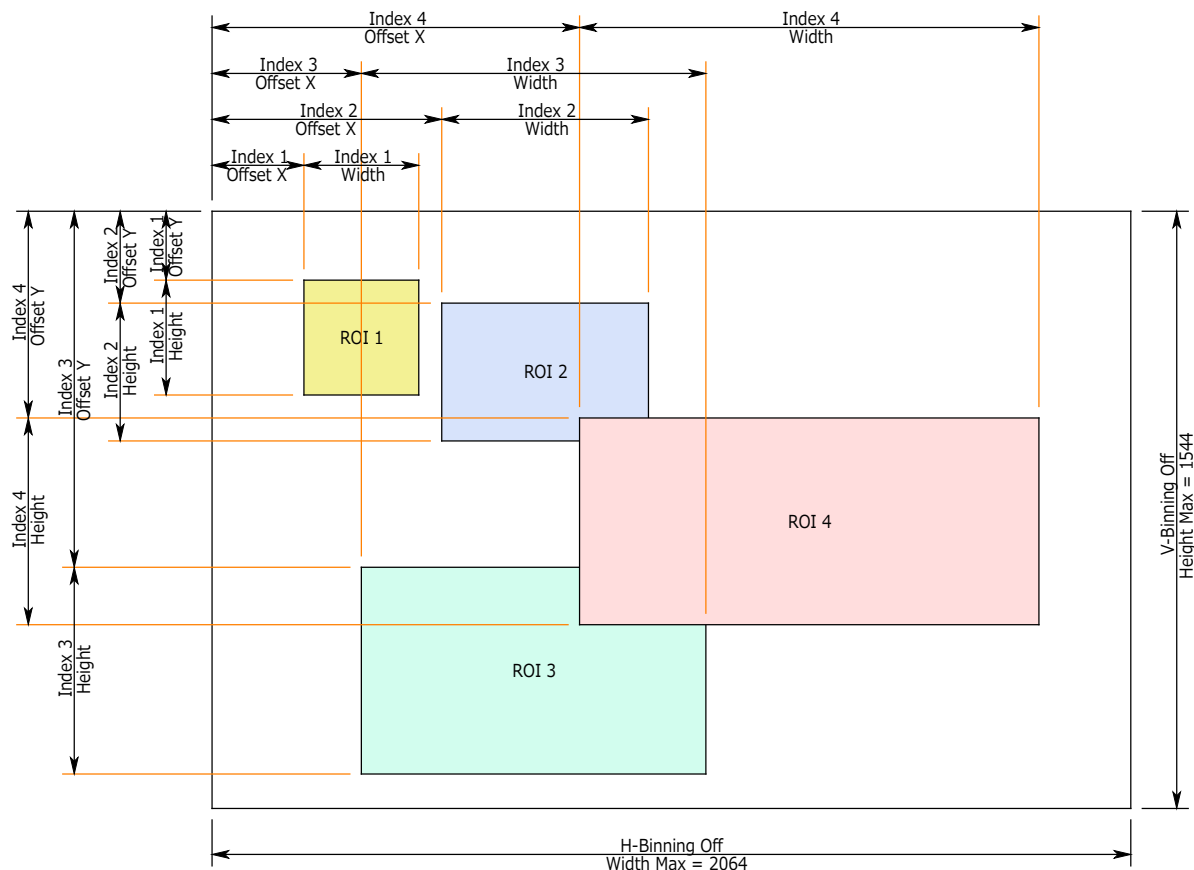 Index 4
Offset X
Index 4
Width
Index 3
Offset X
Index 3
Width
Index 2
Offset X
Index 2
Width
Index 1
Offset X
Index 1
Width
Index 4
Offset Y
Index 3
Offset Y
Index 2
Offset Y
Index 1
Offset Y
Index 1
Height
Index 2
Height
Index 4
Height
Index 3
Height
ROI 1
ROI 2
ROI 4
ROI 3
V-Binning Off
Height Max = 1544
H-Binning Off
Width Max = 2064